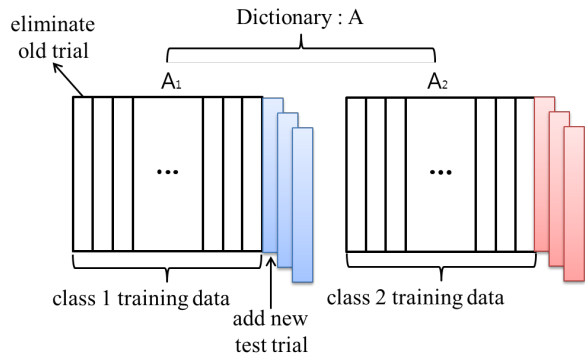 Dictionary : A
eliminate
old trial
A₁
A₂
...
...
class 1 training data
class 2 training data
add new
test trial